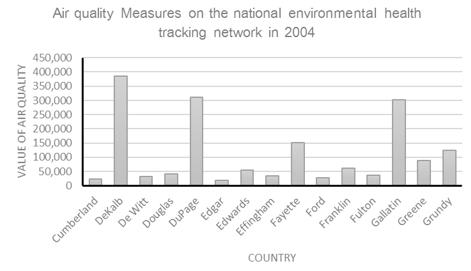 Air quality Measures on the national environmental health
tracking network in 2004
VALUE OF AIR QUALITY
450,000
400,000
350,000
300,000
250,000
200,000
150,000
100,000
50,000
0
Cumberland
DeKalb
De Witt
Douglas
DuPage
Edgar
Edwards
Effingham
Fayette
Ford
Franklin
Fulton
Gallatin
Greene
Grundy
COUNTRY